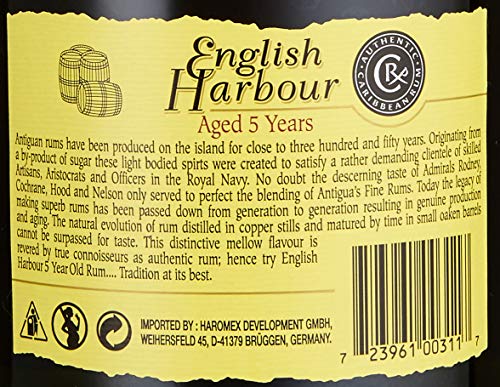 English
Harbour
Aged 5 Years
AUTHENTIC
CARIBBEAN RUM
CRX
Antiguan rums have been produced on the island for close to three hundred and fifty years. Originating from
a by-product of sugar these light bodied spirts were created to satisfy a rather demanding clientele of skilled
Artisans, Aristocrats and Officers in the Royal Navy. No doubt the discerning taste of Admirals Rodney,
Cochrane, Hood and Nelson only served to perfect the blending of Antigua's Fine Rums. Today the legacy of
making superb rums has been passed down from generation to generation resulting in genuine production
and aging. The natural evolution of rum distilled in copper stills and matured by time in small oaken barrels
cannot be surpassed for taste. This distinctive mellow flavour is
revered by true connoisseurs as authentic rum; hence try English
Harbour 5 Year Old Rum.... Tradition at its best.
IMPORTED BY : HAROMEX DEVELOPMENT GMBH,
WEIHERSFELD 45, D-41379 BRÜGGEN, GERMANY.
7 23961 00311 7